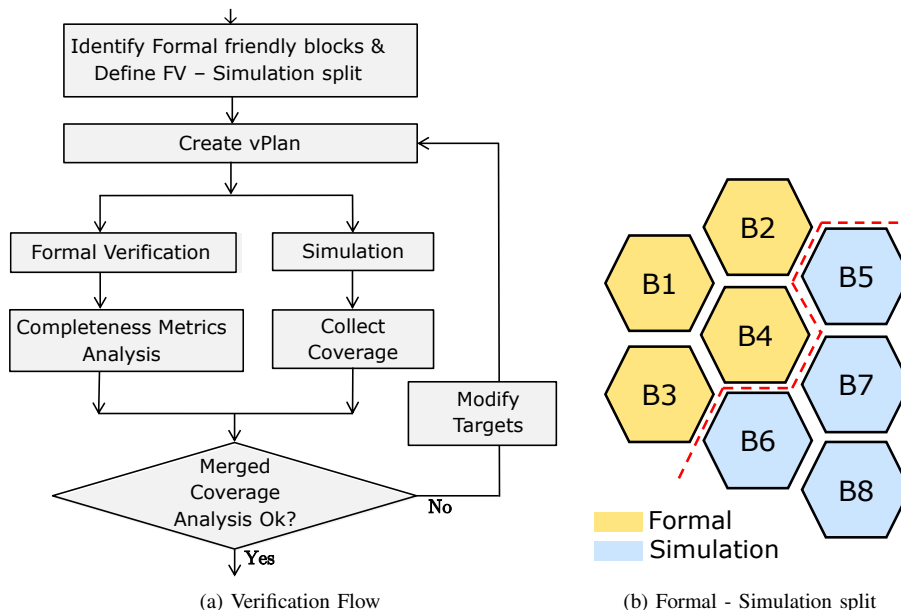 Identify Formal friendly blocks &
Define FV – Simulation split
Create vPlan
Formal Verification
Simulation
Completeness Metrics
Analysis
Collect
Coverage
Modify
Targets
Merged
Coverage
Analysis Ok?
No
Yes
(a) Verification Flow
B2
B1
B5
B4
B3
B7
B6
B8
Formal
Simulation
(b) Formal - Simulation split